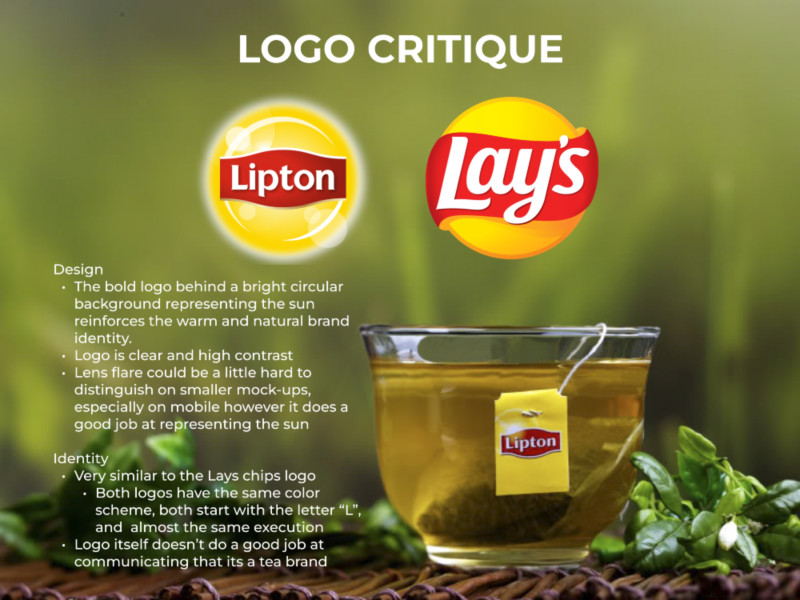 LOGO CRITIQUE
Lipton
Lay's
Design
• The bold logo behind a bright circular
background representing the sun
reinforces the warm and natural brand
identity.
• Logo is clear and high contrast
• Lens flare could be a little hard to
distinguish on smaller mock-ups,
especially on mobile however it does a
good job at representing the sun
Identity
• Very similar to the Lays chips logo
• Both logos have the same color
scheme, both start with the letter “L”,
and almost the same execution
• Logo itself doesn’t do a good job at
communicating that its a tea brand
Lipton